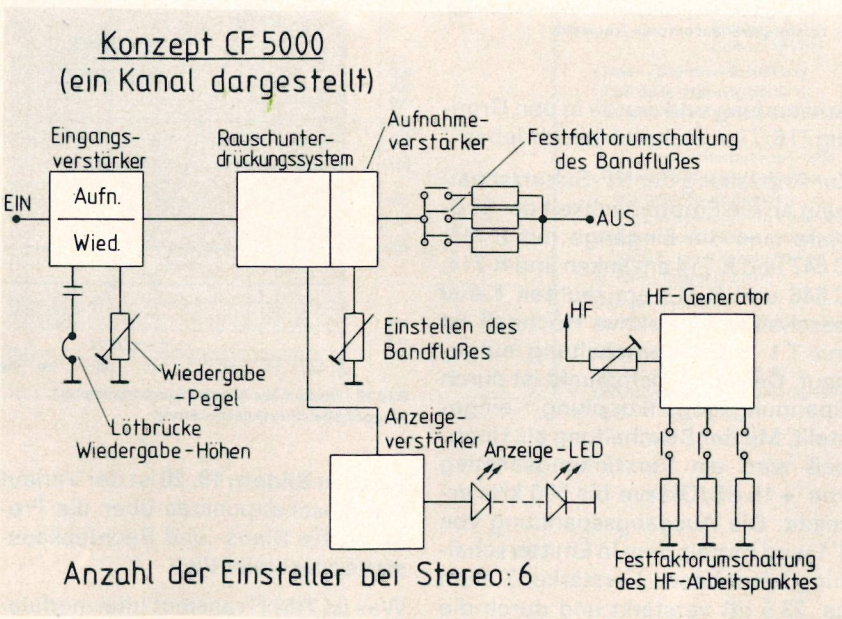 Konzept CF 5000
(ein Kanal dargestellt)
Eingangs-
verstärker
Rauschunter-
drückungssystem
Aufnahme-
verstärker
Festfaktorumschaltung
des Bandflußes
EIN
Aufn.
Wied.
AUS
HF
HF-Generator
Einstellen des
Bandflußes
Wiedergabe
-Pegel
Lötbrücke
Wiedergabe-Höhen
Anzeige-
verstärker
Anzeige-LED
Festfaktorumschaltung
des HF-Arbeitspunktes
Anzahl der Einsteller bei Stereo: 6